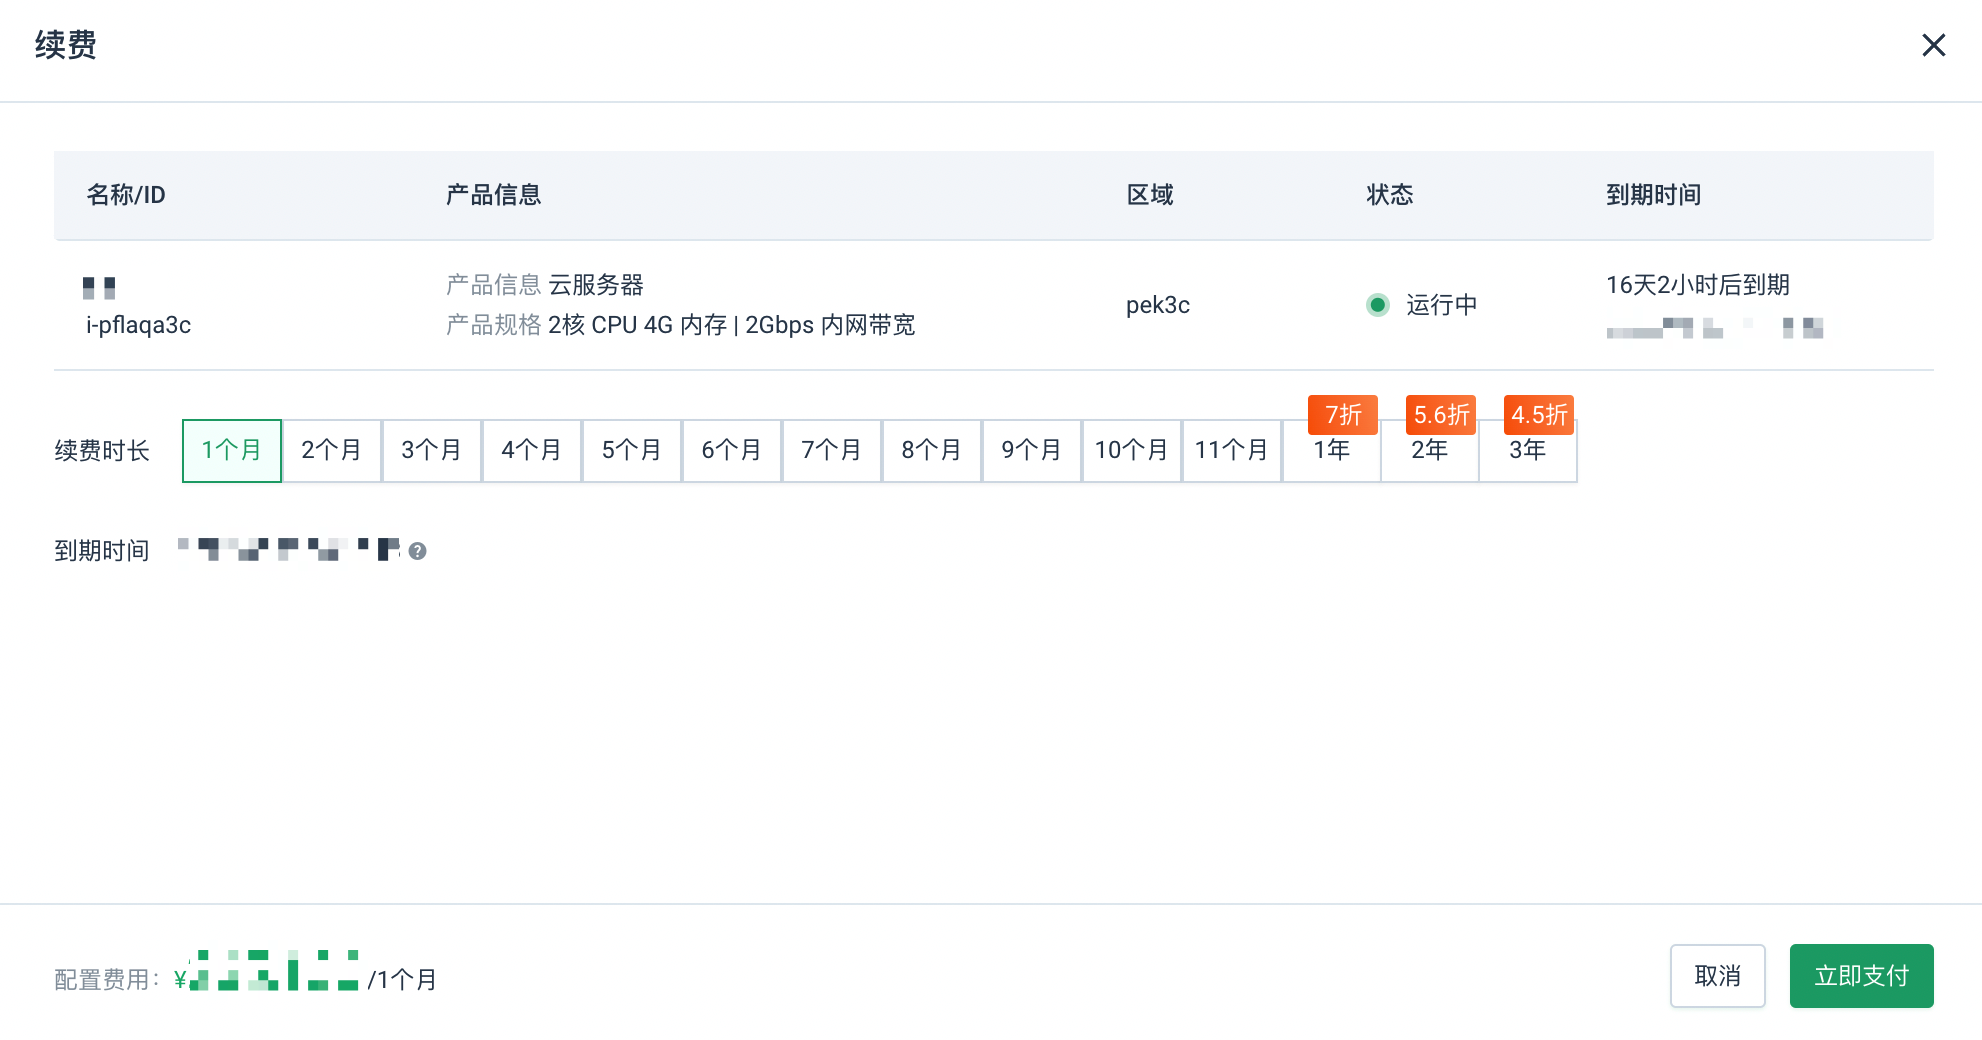 续费
名称/ID 产品信息 区域 状态 到期时间
产品信息 云服务器
i-pflaqa3c 产品规格 2核 CPU 4G 内存 | 2Gbps 内网带宽 pek3c 运行中 16天2小时后到期
7折 5.6折 4.5折
续费时长 1个月 2个月 3个月 4个月 5个月 6个月 7个月 8个月 9个月 10个月 11个月 1年 2年 3年
到期时间 ?
配置费用： ¥ /1个月 取消 立即支付